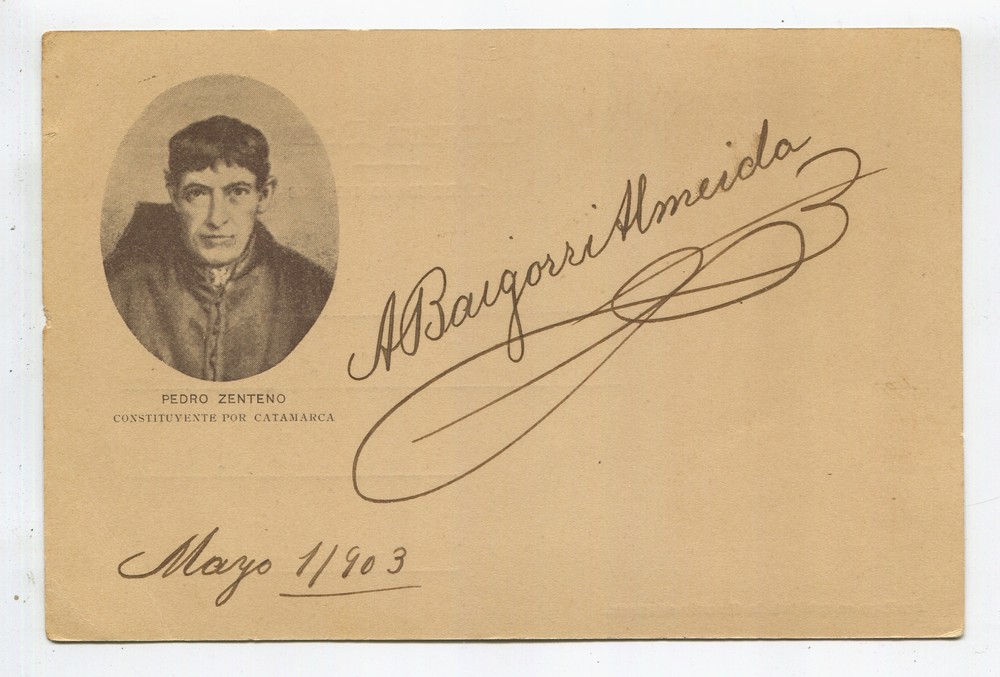 PEDRO ZENTENO
CONSTITUYENTE POR CATAMARCA
A Baigorri Almeida
Mayo 1/903